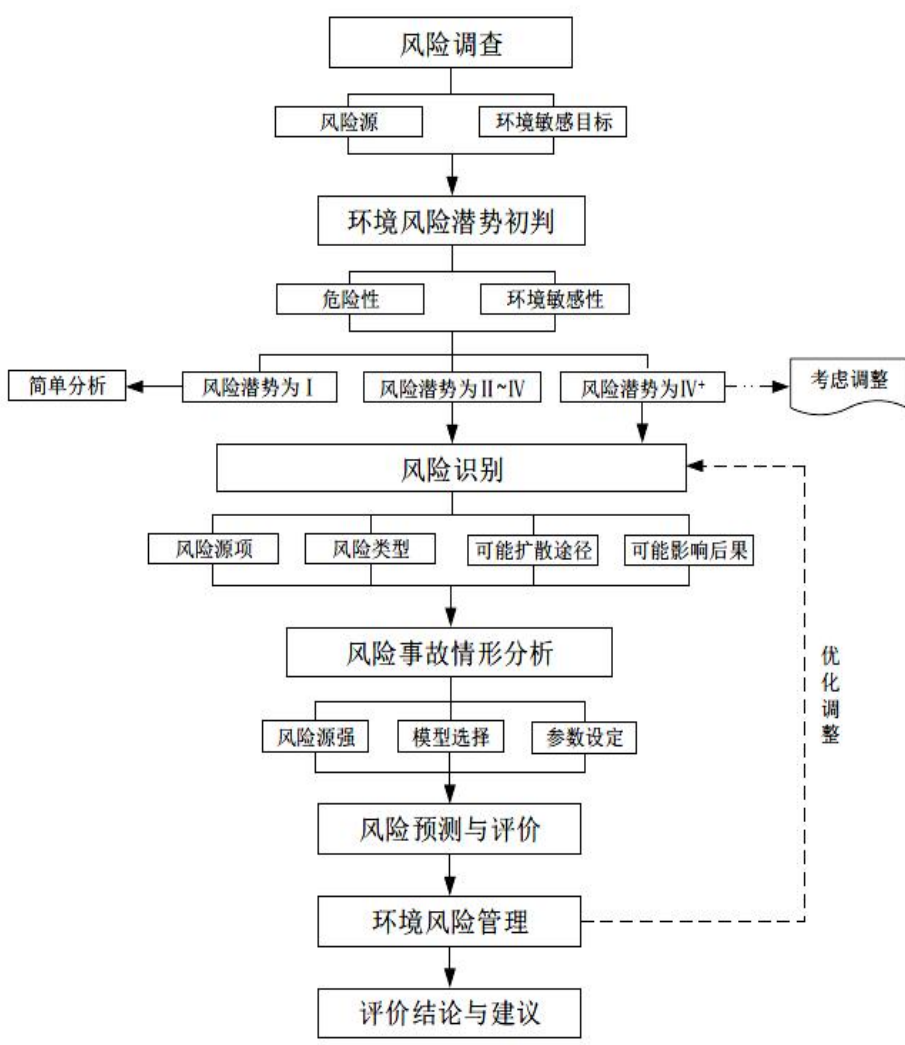 风险调查
风险源
环境敏感目标
环境风险潜势初判
危险性
环境敏感性
简单分析
风险潜势为Ⅰ
风险潜势为Ⅱ~Ⅳ
风险潜势为Ⅳ⁺
考虑调整
风险识别
风险源项
风险类型
可能扩散途径
可能影响后果
风险事故情形分析
风险源强
模型选择
参数设定
优化调整
风险预测与评价
环境风险管理
评价结论与建议